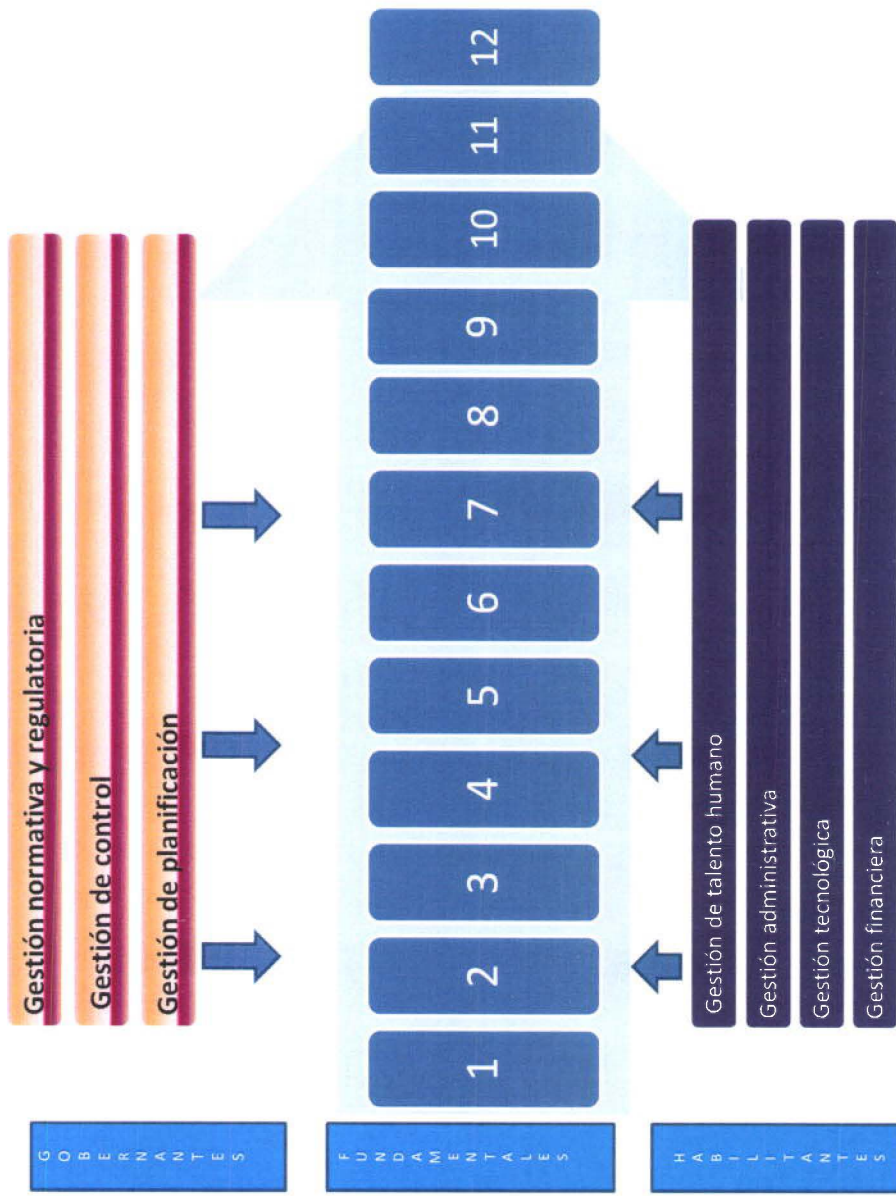 GOBERNANTES
Gestión normativa y regulatoria
Gestión de control
Gestión de planificación
FUNDAMENTALES
1
2
3
4
5
6
7
8
9
10
11
12
HABILITANTES
Gestión de talento humano
Gestión administrativa
Gestión tecnológica
Gestión financiera